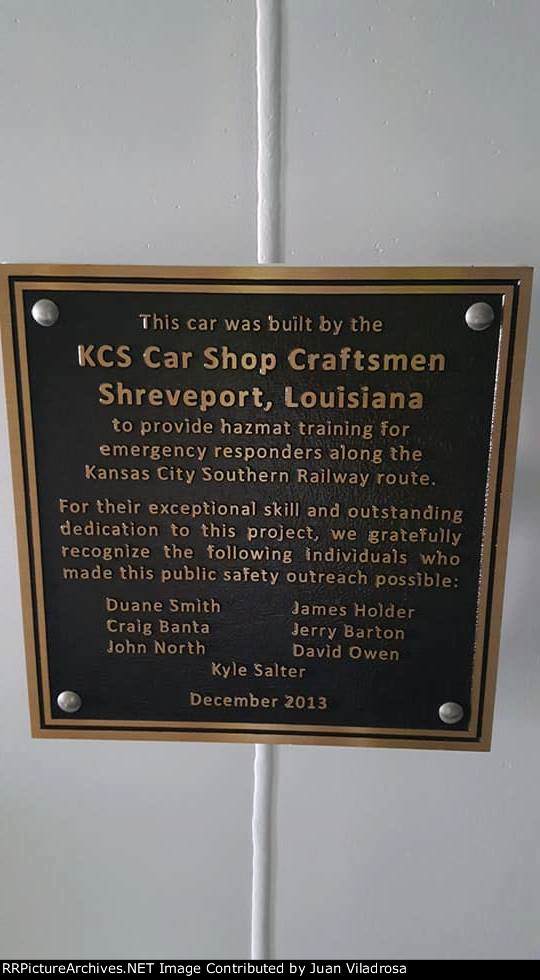 This car was built by the
KCS Car Shop Craftsmen
Shreveport, Louisiana
to provide hazmat training for
emergency responders along the
Kansas City Southern Railway route.
For their exceptional skill and outstanding
dedication to this project, we gratefully
recognize the following individuals who
made this public safety outreach possible:
Duane Smith James Holder
Craig Banta Jerry Barton
John North David Owen
Kyle Salter
December 2013
RRPictureArchives.NET Image Contributed by Juan Viladrosa